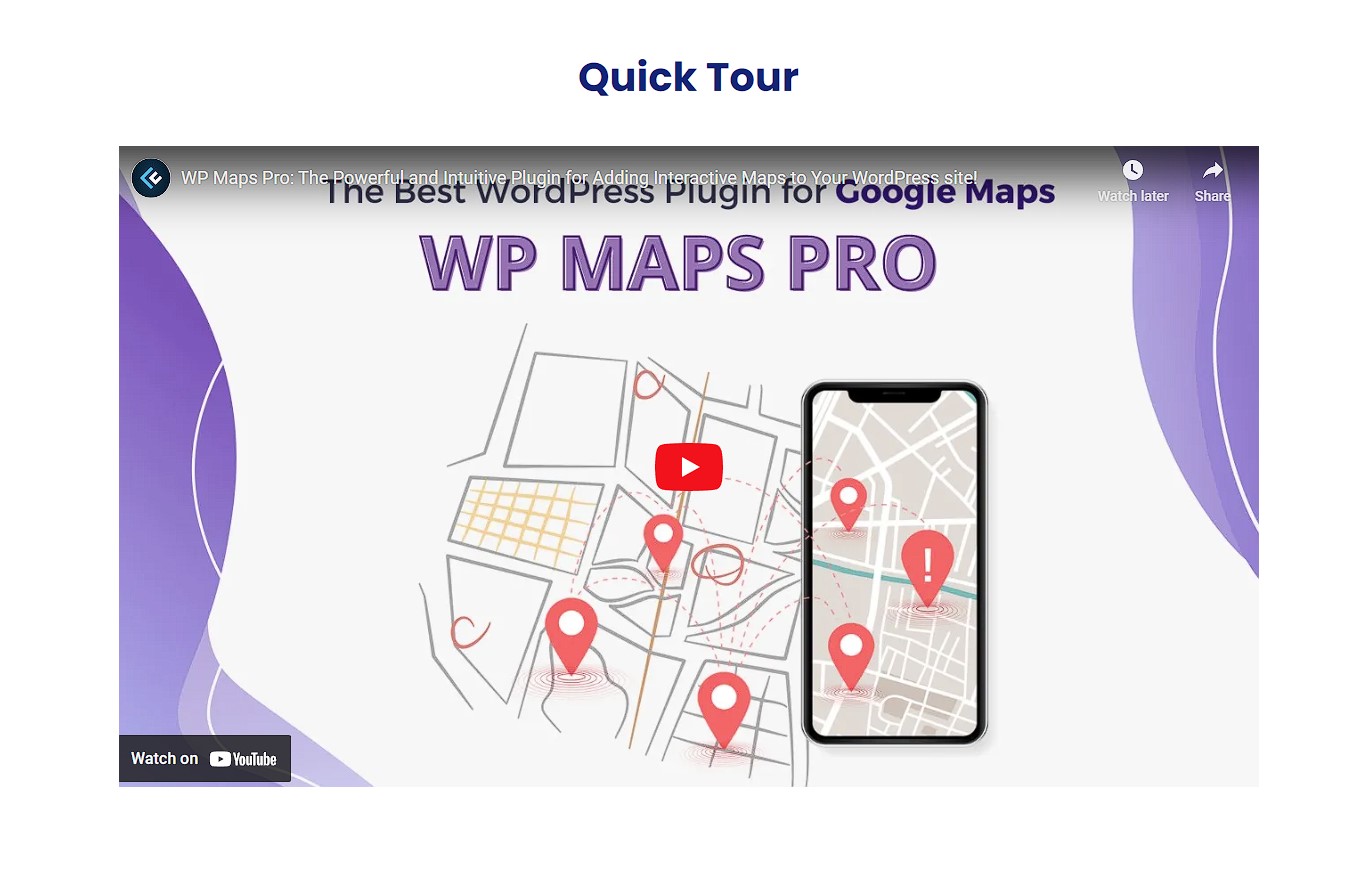 Quick Tour
WP Maps Pro: The Powerful and Intuitive Plugin for Adding Interactive Maps to Your WordPress site!
Watch later
Share
The Best WordPress Plugin for Google Maps
WP MAPS PRO
!
Watch on YouTube